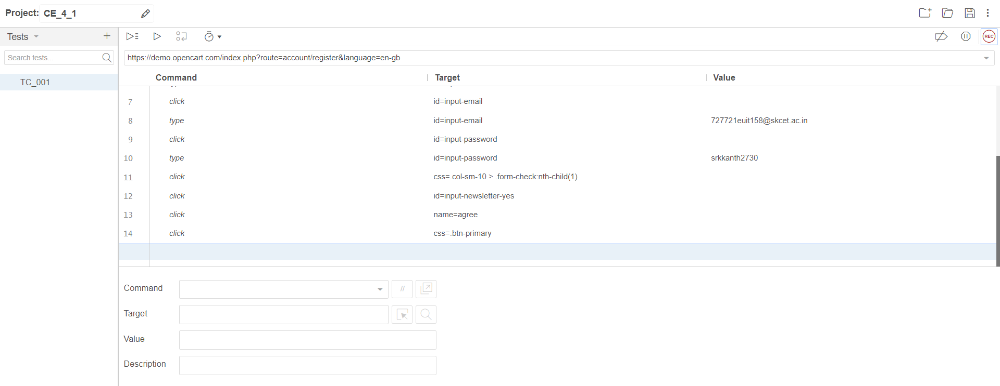 Project: CE_4_1
Tests
REC
Search tests...
https://demo.opencart.com/index.php?route=account/register&language=en-gb
TC_001
Command Target Value
7 click id=input-email
8 type id=input-email 727721euit158@skcet.ac.in
9 click id=input-password
10 type id=input-password srkkanth2730
11 click css=.col-sm-10 > .form-check:nth-child(1)
12 click id=input-newsletter-yes
13 click name=agree
14 click css=.btn-primary
Command //
Target
Value
Description